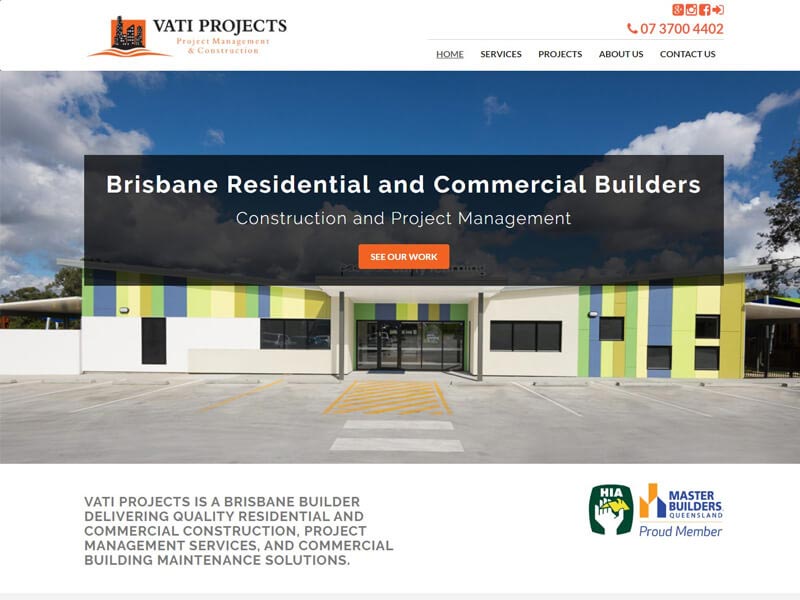 VATI PROJECTS
Project Management
& Construction
07 3700 4402
HOME SERVICES PROJECTS ABOUT US CONTACT US
Brisbane Residential and Commercial Builders
Construction and Project Management
SEE OUR WORK
VATI PROJECTS IS A BRISBANE BUILDER
DELIVERING QUALITY RESIDENTIAL AND
COMMERCIAL CONSTRUCTION, PROJECT
MANAGEMENT SERVICES, AND COMMERCIAL
BUILDING MAINTENANCE SOLUTIONS.
HIA
MASTER
BUILDERS
QUEENSLAND
Proud Member